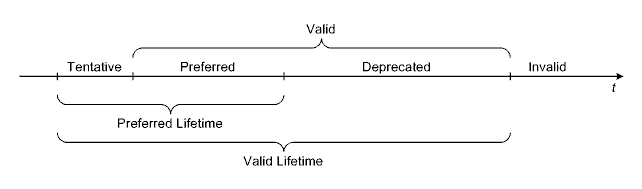 Valid
Tentative Preferred Deprecated Invalid
t
Preferred Lifetime
Valid Lifetime